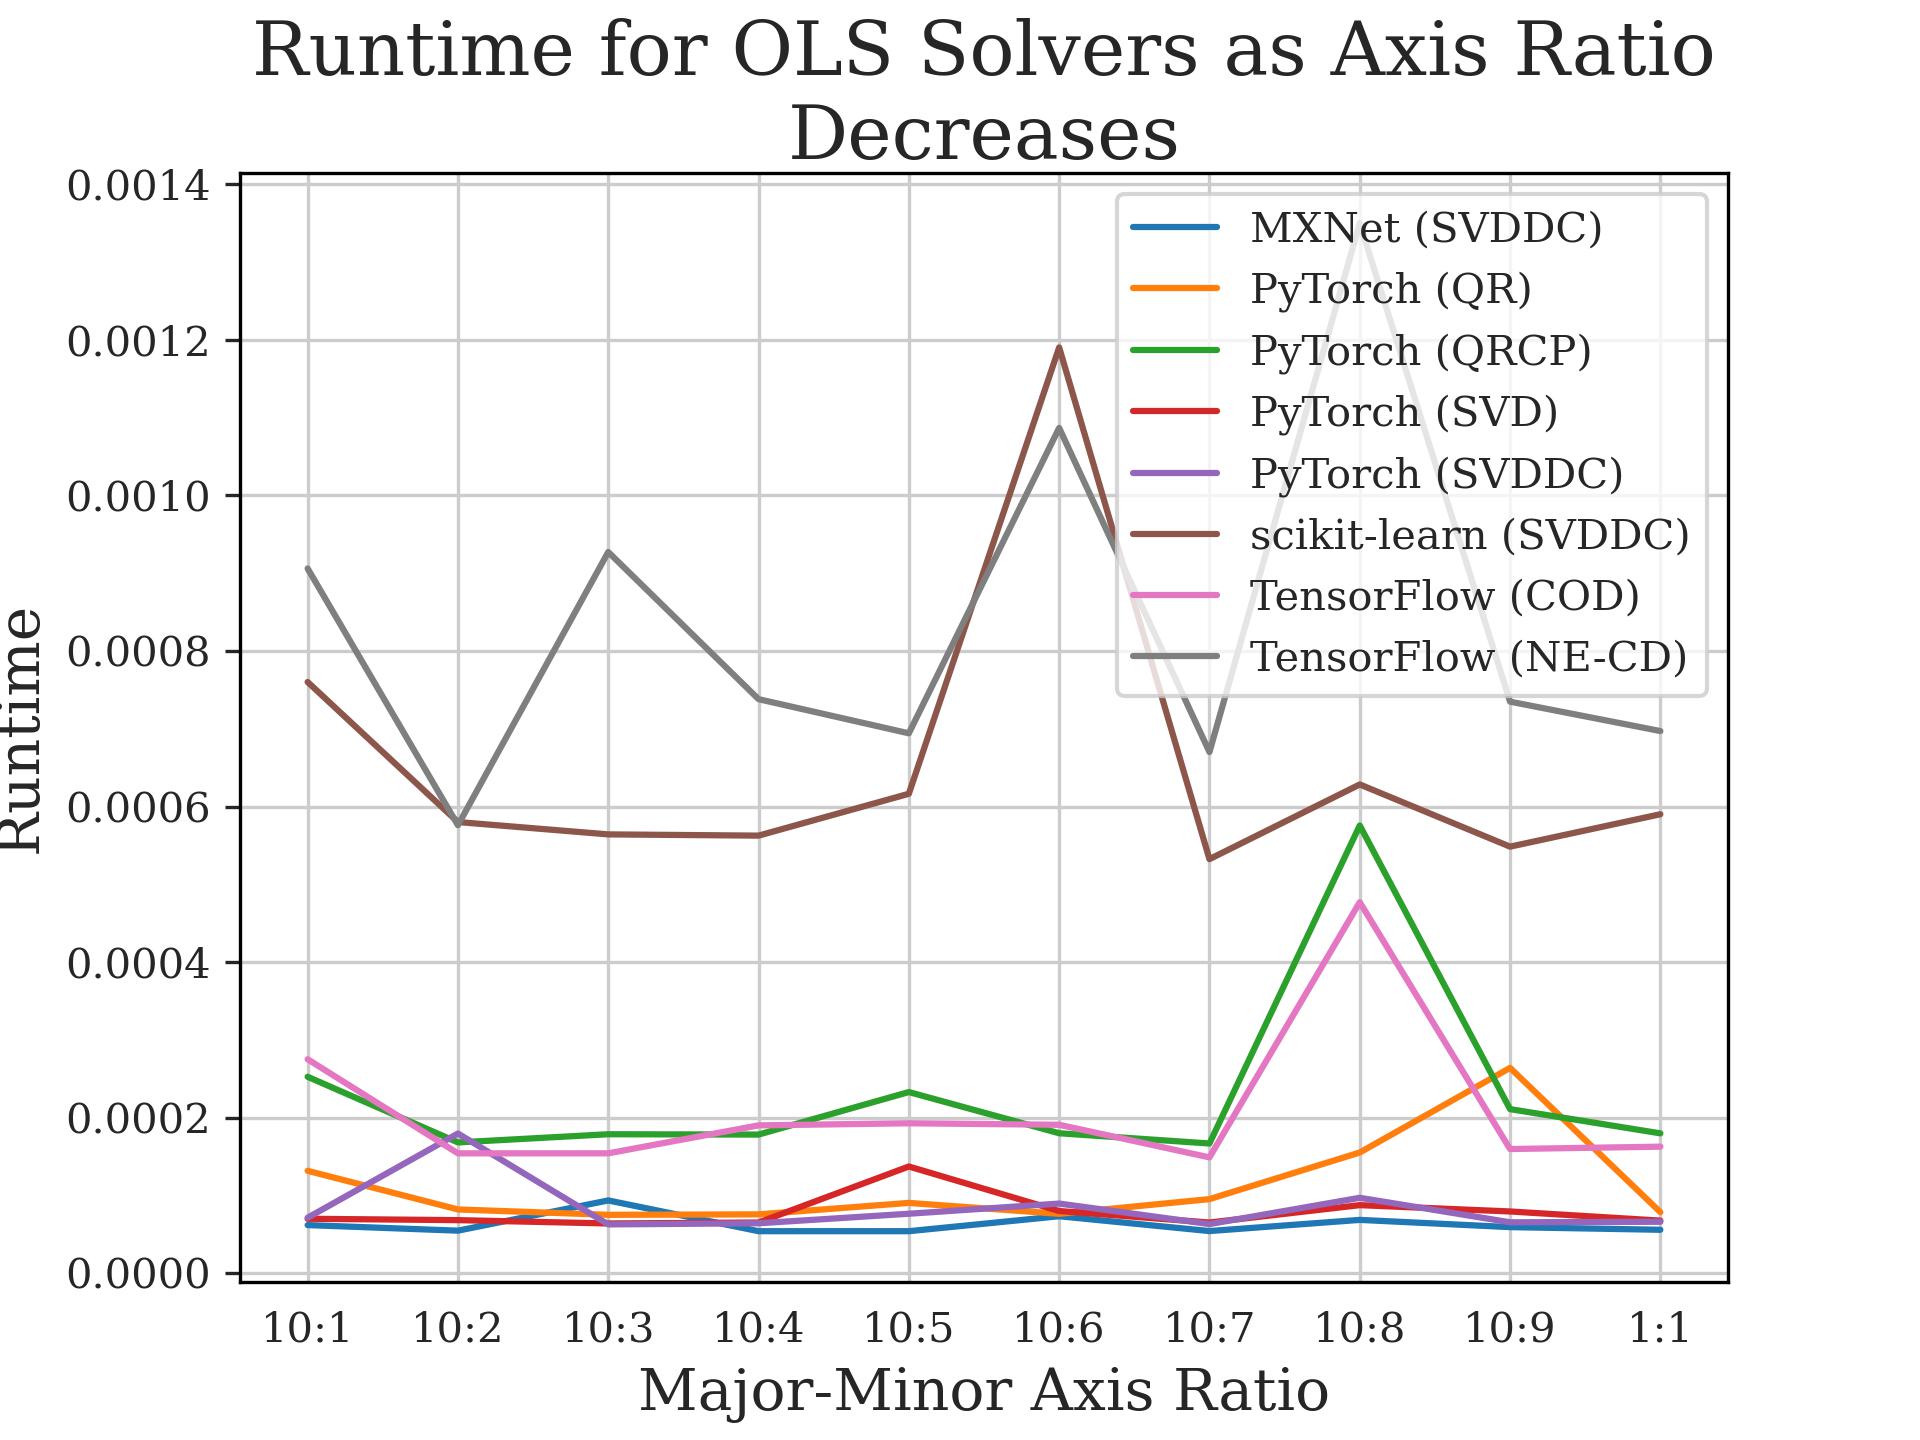 Runtime for OLS Solvers as Axis Ratio
Decreases
0.0014
0.0012
0.0010
0.0008
0.0006
0.0004
0.0002
0.0000
Runtime
MXNet (SVDDC)
PyTorch (QR)
PyTorch (QRCP)
PyTorch (SVD)
PyTorch (SVDDC)
scikit-learn (SVDDC)
TensorFlow (COD)
TensorFlow (NE-CD)
10:1 10:2 10:3 10:4 10:5 10:6 10:7 10:8 10:9 1:1
Major-Minor Axis Ratio